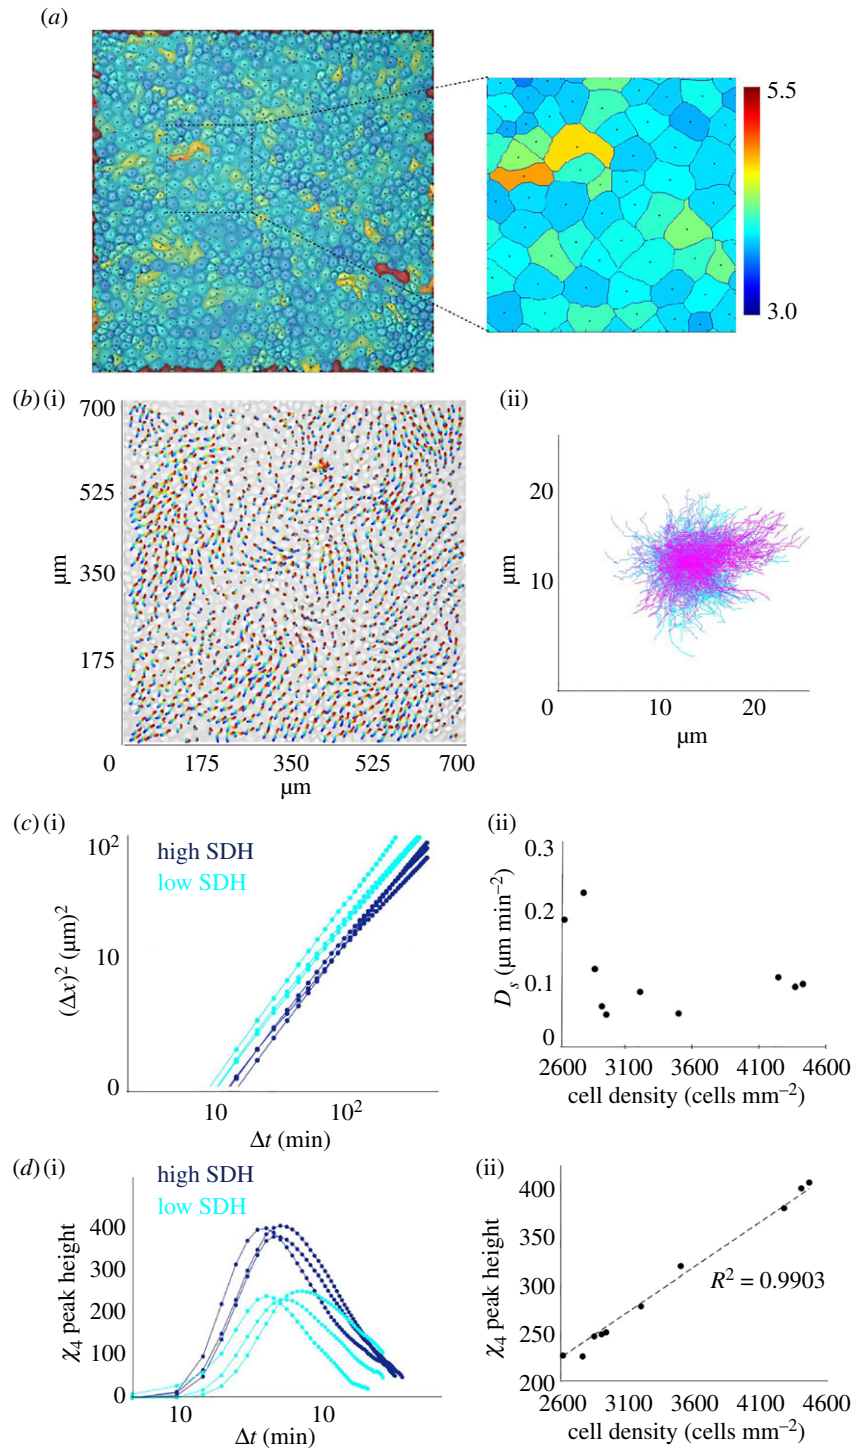 (a)
5.5
3.0
(b) (i)
700
525
350
175
0
μm
175 350 525 700
μm
(ii)
20
10
0
μm
10 20
μm
(c) (i)
high SDH
low SDH
10²
10
0
(Δx)² (μm)²
10 10²
Δt (min)
(ii)
0.3
0.2
0.1
0
Dₛ (μm min⁻²)
2600 3100 3600 4100 4600
cell density (cells mm⁻²)
(d) (i)
high SDH
low SDH
400
300
200
100
0
χ₄ peak height
10 10
Δt (min)
(ii)
400
350
300
250
200
χ₄ peak height
R² = 0.9903
2600 3100 3600 4100 4600
cell density (cells mm⁻²)